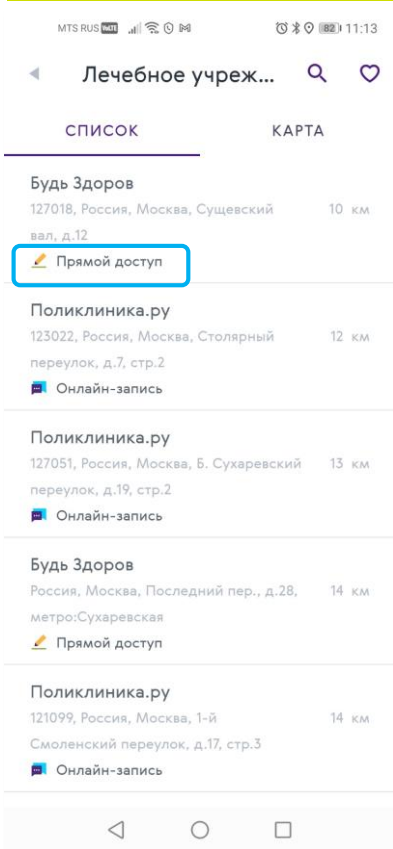 MTS RUS VoLTE 82 11:13
Лечебное учреж...
СПИСОК КАРТА
Будь Здоров
127018, Россия, Москва, Сущевский 10 км
вал, д.12
Прямой доступ
Поликлиника.ру
123022, Россия, Москва, Столярный 12 км
переулок, д.7, стр.2
Онлайн-запись
Поликлиника.ру
127051, Россия, Москва, Б. Сухаревский 13 км
переулок, д.19, стр.2
Онлайн-запись
Будь Здоров
Россия, Москва, Последний пер., д.28, 14 км
метро:Сухаревская
Прямой доступ
Поликлиника.ру
121099, Россия, Москва, 1-й 14 км
Смоленский переулок, д.17, стр.3
Онлайн-запись